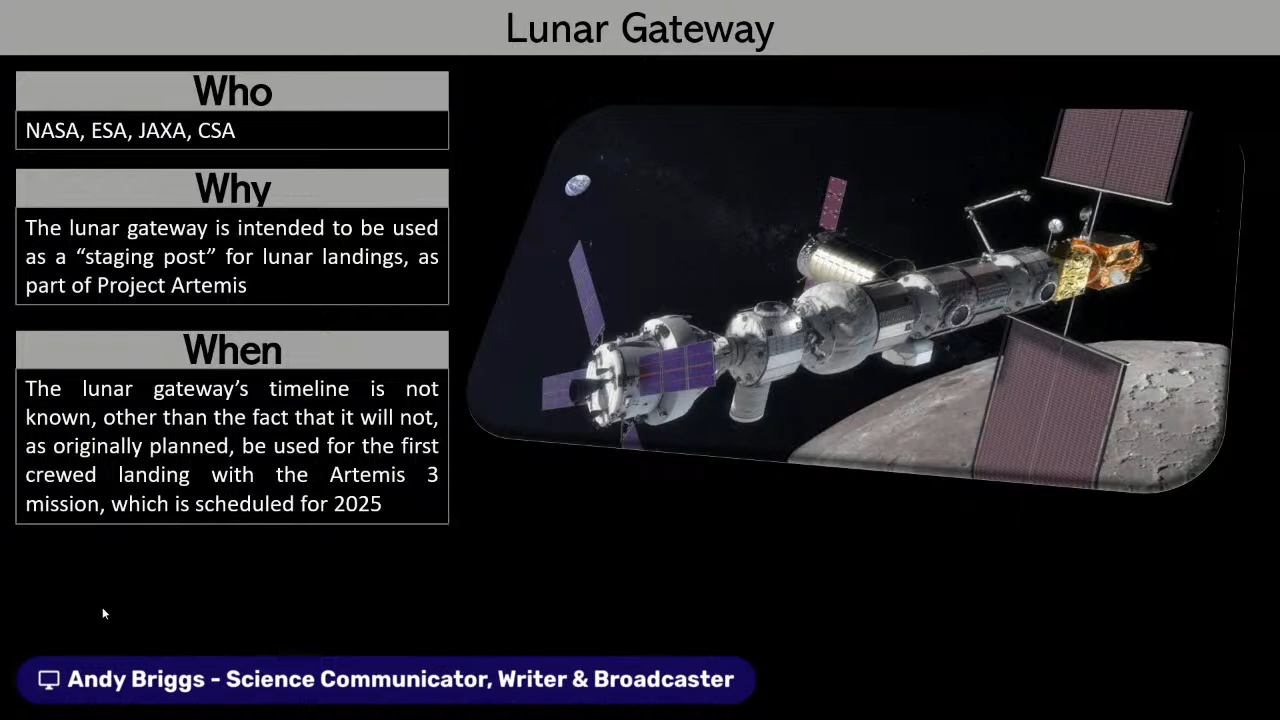 Lunar Gateway
Who
NASA, ESA, JAXA, CSA
Why
The lunar gateway is intended to be used
as a “staging post” for lunar landings, as
part of Project Artemis
When
The lunar gateway’s timeline is not
known, other than the fact that it will not,
as originally planned, be used for the first
crewed landing with the Artemis 3
mission, which is scheduled for 2025
Andy Briggs - Science Communicator, Writer & Broadcaster